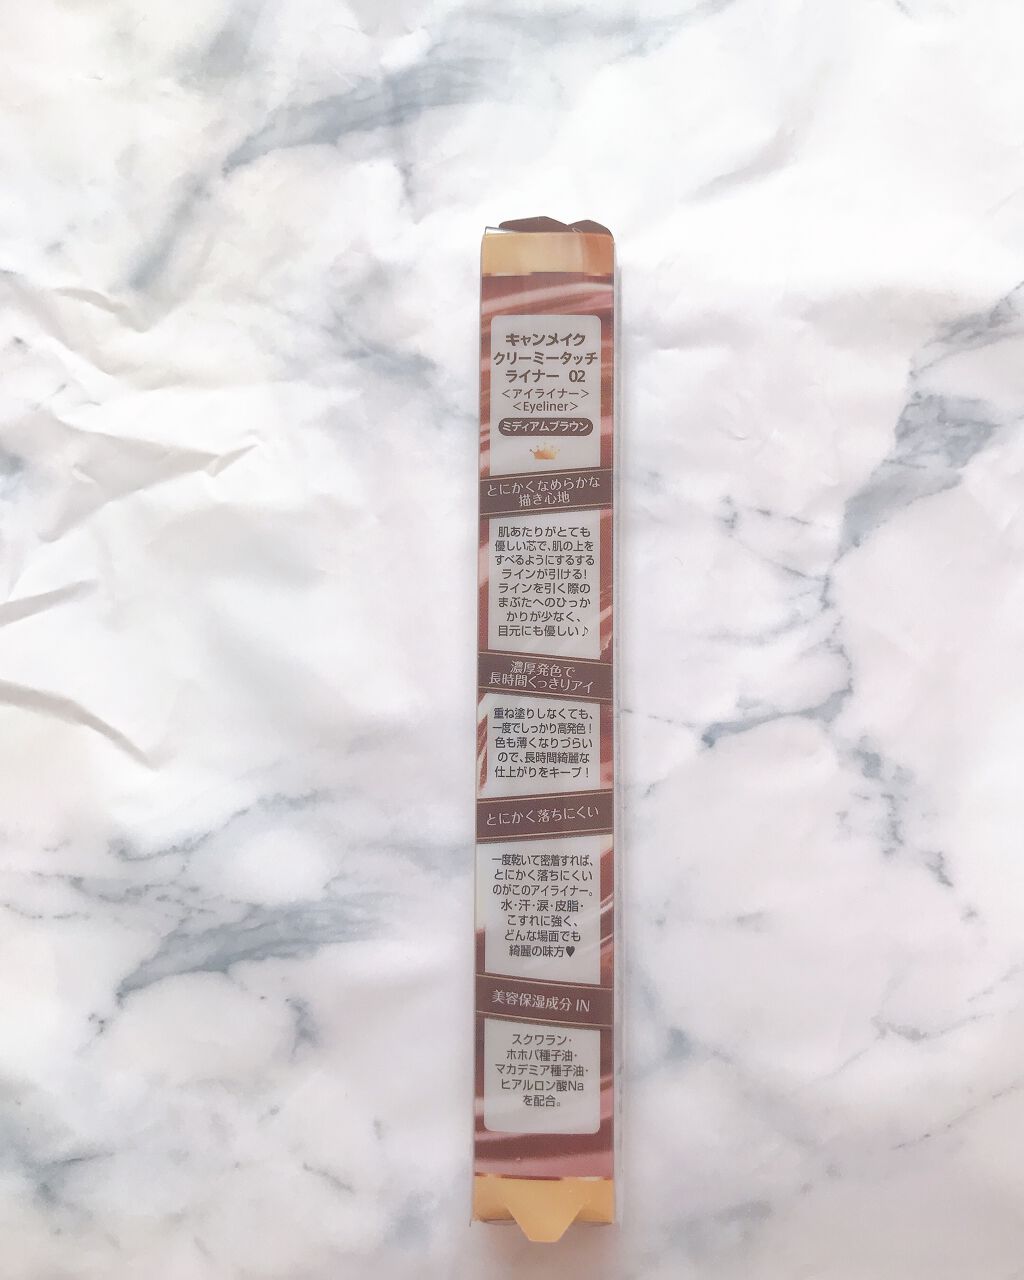 キャンメイク
クリーミータッチ
ライナー 02
＜アイライナー＞
＜Eyeliner＞
ミディアムブラウン
とにかくなめらかな
描き心地
肌あたりがとても
優しい芯で、肌の上を
すべるようにするする
ラインが引ける!
ラインを引く際の
まぶたへのひっか
かりが少なく、
目元にも優しい♪
濃厚発色で
長時間くっきりアイ
重ね塗りしなくても、
一度でしっかり高発色!
色も薄くなりづらい
ので、長時間綺麗な
仕上がりをキープ!
とにかく落ちにくい
一度乾いて密着すれば、
とにかく落ちにくい
のがこのアイライナー。
水・汗・涙・皮脂・
こすれに強く、
どんな場面でも
綺麗の味方♥
美容保湿成分 IN
スクワラン・
ホホバ種子油・
マカデミア種子油・
ヒアルロン酸Na
を配合。